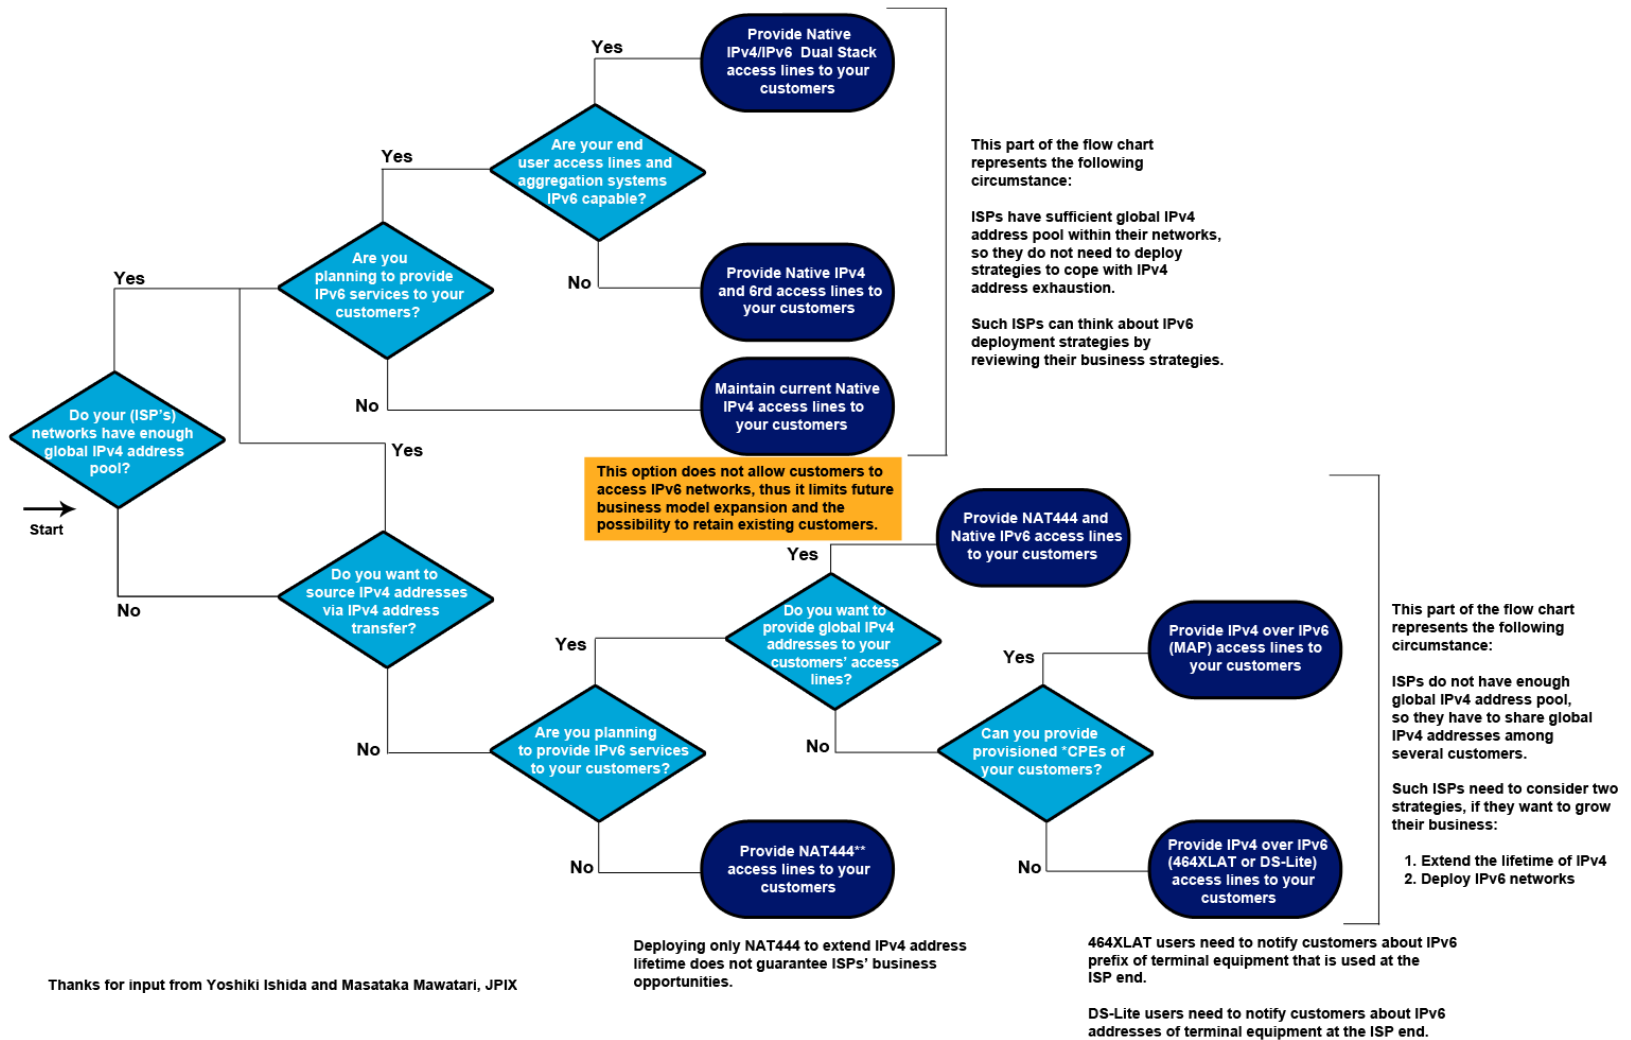 Start
Do your (ISP's)
networks have enough
global IPv4 address
pool?
Yes
No
Are you
planning to provide
IPv6 services to your
customers?
Yes
No
Are your end
user access lines and
aggregation systems
IPv6 capable?
Yes
No
Provide Native
IPv4/IPv6 Dual Stack
access lines to your
customers
Provide Native IPv4
and 6rd access lines to
your customers
Maintain current Native
IPv4 access lines to
your customers
This option does not allow customers to
access IPv6 networks, thus it limits future
business model expansion and the
possibility to retain existing customers.
This part of the flow chart
represents the following
circumstance:
ISPs have sufficient global IPv4
address pool within their networks,
so they do not need to deploy
strategies to cope with IPv4
address exhaustion.
Such ISPs can think about IPv6
deployment strategies by
reviewing their business strategies.
Do you want to
source IPv4 addresses
via IPv4 address
transfer?
Yes
No
Are you planning
to provide IPv6 services
to your customers?
Yes
No
Provide NAT444**
access lines to your
customers
Deploying only NAT444 to extend IPv4 address
lifetime does not guarantee ISPs' business
opportunities.
Do you want to
provide global IPv4
addresses to your
customers' access
lines?
Yes
No
Provide NAT444 and
Native IPv6 access lines
to your customers
Can you provide
provisioned *CPEs of
your customers?
Yes
No
Provide IPv4 over IPv6
(MAP) access lines to
your customers
Provide IPv4 over IPv6
(464XLAT or DS-Lite)
access lines to your
customers
464XLAT users need to notify customers about IPv6
prefix of terminal equipment that is used at the
ISP end.
DS-Lite users need to notify customers about IPv6
addresses of terminal equipment at the ISP end.
This part of the flow chart
represents the following
circumstance:
ISPs do not have enough
global IPv4 address pool,
so they have to share global
IPv4 addresses among
several customers.
Such ISPs need to consider two
strategies, if they want to grow
their business:
1. Extend the lifetime of IPv4
2. Deploy IPv6 networks
Thanks for input from Yoshiki Ishida and Masataka Mawatari, JPIX